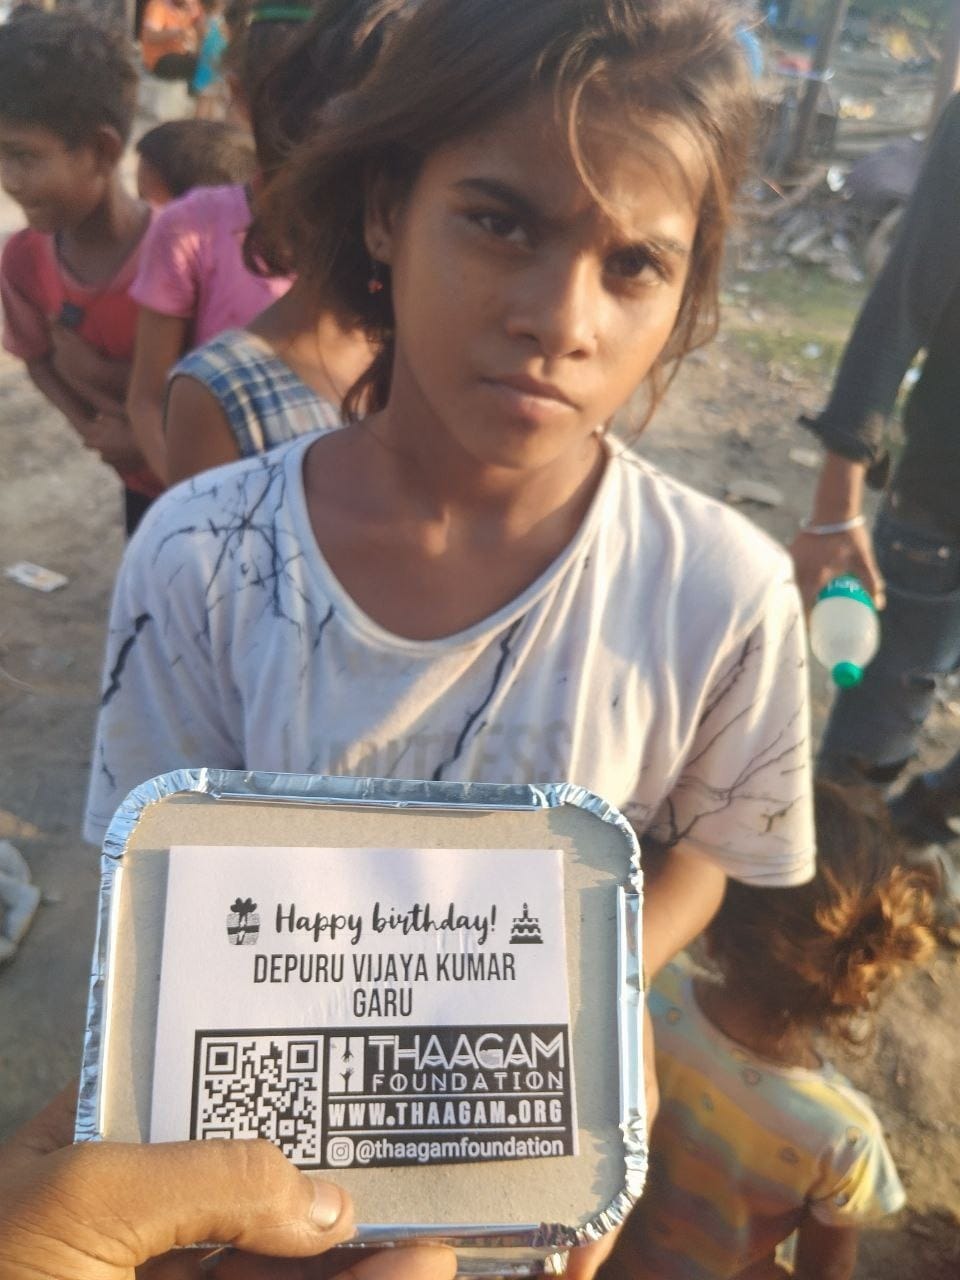 Happy birthday!
DEPURU VIJAYA KUMAR
GARU
THAAGAM
FOUNDATION
WWW.THAAGAM.ORG
@thaagamfoundation